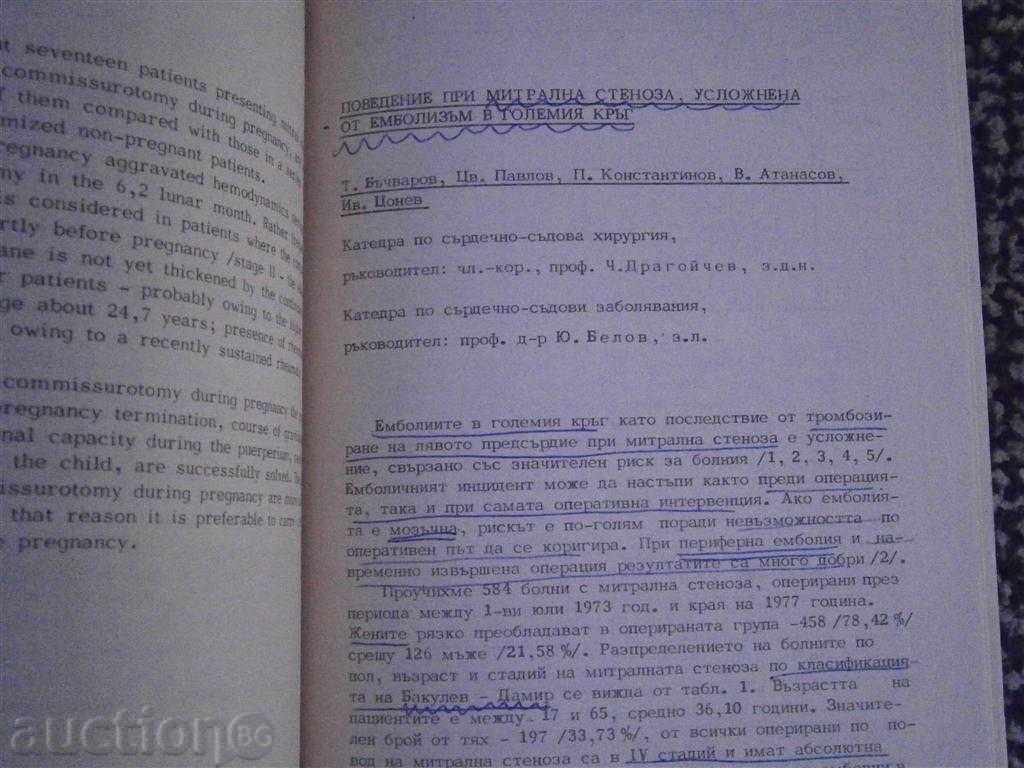 t seventeen patients presenting
commissurotomy during pregnancy,
f them compared with those in a series
mized non-pregnant patients.
regnancy aggravated hemodynamics
my in the 6,2 lunar month. Rather
s considered in patients where the
rtly before pregnancy /stage II - the
ane is not yet thickened by the
r patients - probably owing to the
ge about 24,7 years; presence of
owing to a recently sustained
commissurotomy during pregnancy the
regnancy termination, course of
nal capacity during the puerperium,
the child, are successfully solved.
issurotomy during pregnancy are
that reason it is preferable to carry
e pregnancy.
ПОВЕДЕНИЕ ПРИ МИТРАЛНА СТЕНОЗА, УСЛОЖНЕНА
ОТ ЕМБОЛИЗЪМ В ГОЛЕМИЯ КРЪГ
Т. Бъчваров, Цв. Павлов, П. Константинов, В. Атанасов,
Ив. Цонев
Катедра по сърдечно-съдова хирургия,
ръководител: чл.-кор., проф. Ч.Драгойчев, з.д.н.
Катедра по сърдечно-съдови заболявания,
ръководител: проф. д-р Ю. Белов, з.л.
Емболиите в големия кръг като последствие от тромбози-
ране на лявото предсърдие при митрална стеноза е усложне-
ние, свързано със значителен риск за болния /1, 2, 3, 4, 5/.
Емболичният инцидент може да настъпи както преди операция-
та, така и при самата оперативна интервенция. Ако емболия-
та е мозъчна, рискът е по-голям поради невъзможността по
оперативен път да се коригира. При периферна емболия и на-
временно извършена операция резултатите са много добри /2/.
Проучихме 584 болни с митрална стеноза, оперирани през
периода между 1-ви юли 1973 год. и края на 1977 година.
Жените рязко преобладават в оперираната група -458 /78,42 %/
срещу 126 мъже /21,58 %/. Разпределението на болните по
пол, възраст и стадий на митралната стеноза по класификация-
та на Бакулев - Дамир се вижда от табл. 1. Възрастта на
пациентите е между 17 и 65, средно 36,10 години. Значите-
лен брой от тях - 197 /33,73 %/, от всички оперирани по по-
вод на митрална стеноза са в IV стадий и имат абсолютна
auctionBG